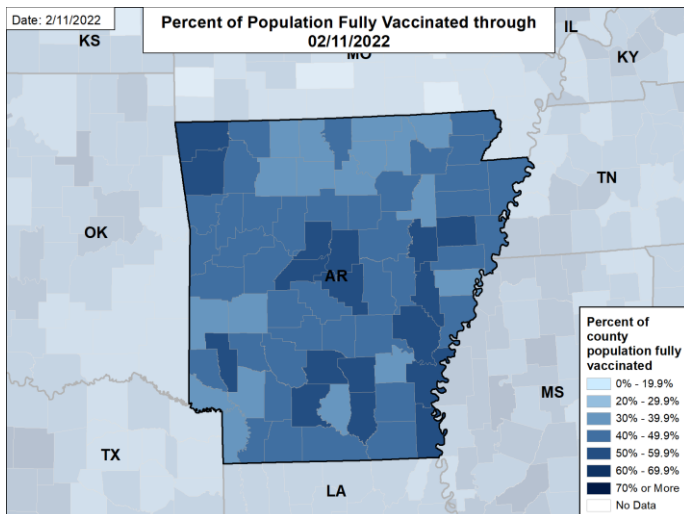 Date: 2/11/2022
Percent of Population Fully Vaccinated through
02/11/2022
KS
MO
IL
KY
OK
AR
TN
TX
LA
MS
Percent of
county
population fully
vaccinated
0% - 19.9%
20% - 29.9%
30% - 39.9%
40% - 49.9%
50% - 59.9%
60% - 69.9%
70% or More
No Data